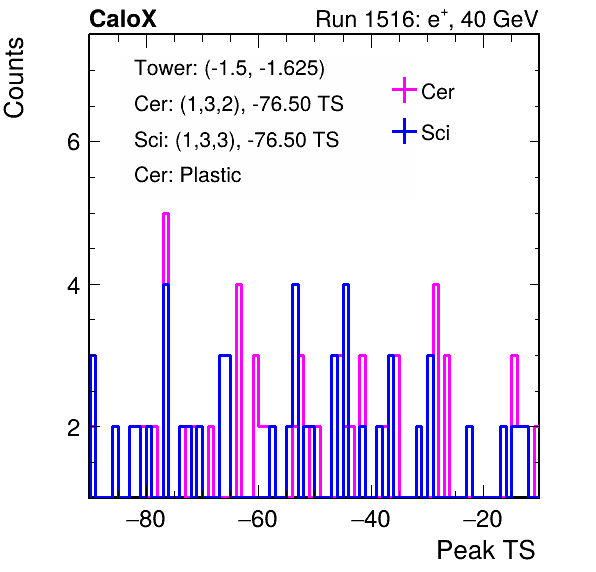 CaloX Run 1516: e⁺, 40 GeV
Counts
Tower: (-1.5, -1.625)
Cer: (1,3,2), -76.50 TS
Sci: (1,3,3), -76.50 TS
Cer: Plastic
Cer
Sci
6
4
2
−80 −60 −40 −20
Peak TS